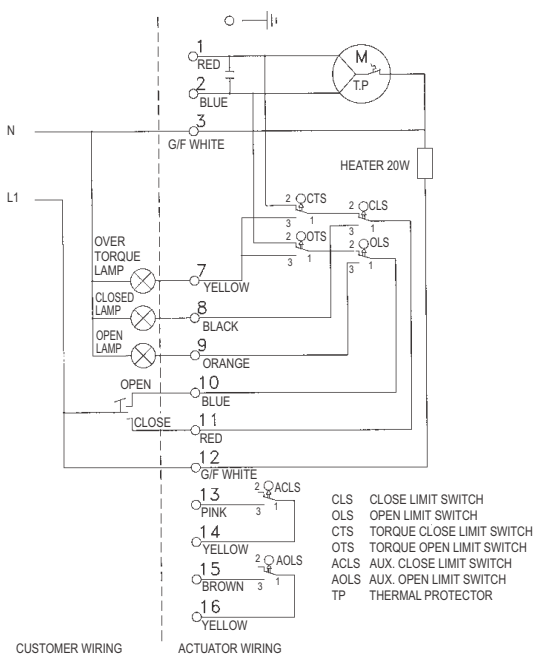 1
RED
M
T.P
2
BLUE
N
3
G/F WHITE
HEATER 20W
L1
2 CTS
3 1
2 CLS
3 1
2 OTS
3 1
2 OLS
3 1
OVER
TORQUE
LAMP
7
YELLOW
CLOSED
LAMP
8
BLACK
OPEN
LAMP
9
ORANGE
OPEN
10
BLUE
CLOSE
11
RED
12
G/F WHITE
2 ACLS
13
PINK
3 1
14
YELLOW
2 AOLS
15
BROWN
3 1
16
YELLOW
CLS CLOSE LIMIT SWITCH
OLS OPEN LIMIT SWITCH
CTS TORQUE CLOSE LIMIT SWITCH
OTS TORQUE OPEN LIMIT SWITCH
ACLS AUX. CLOSE LIMIT SWITCH
AOLS AUX. OPEN LIMIT SWITCH
TP THERMAL PROTECTOR
CUSTOMER WIRING
ACTUATOR WIRING